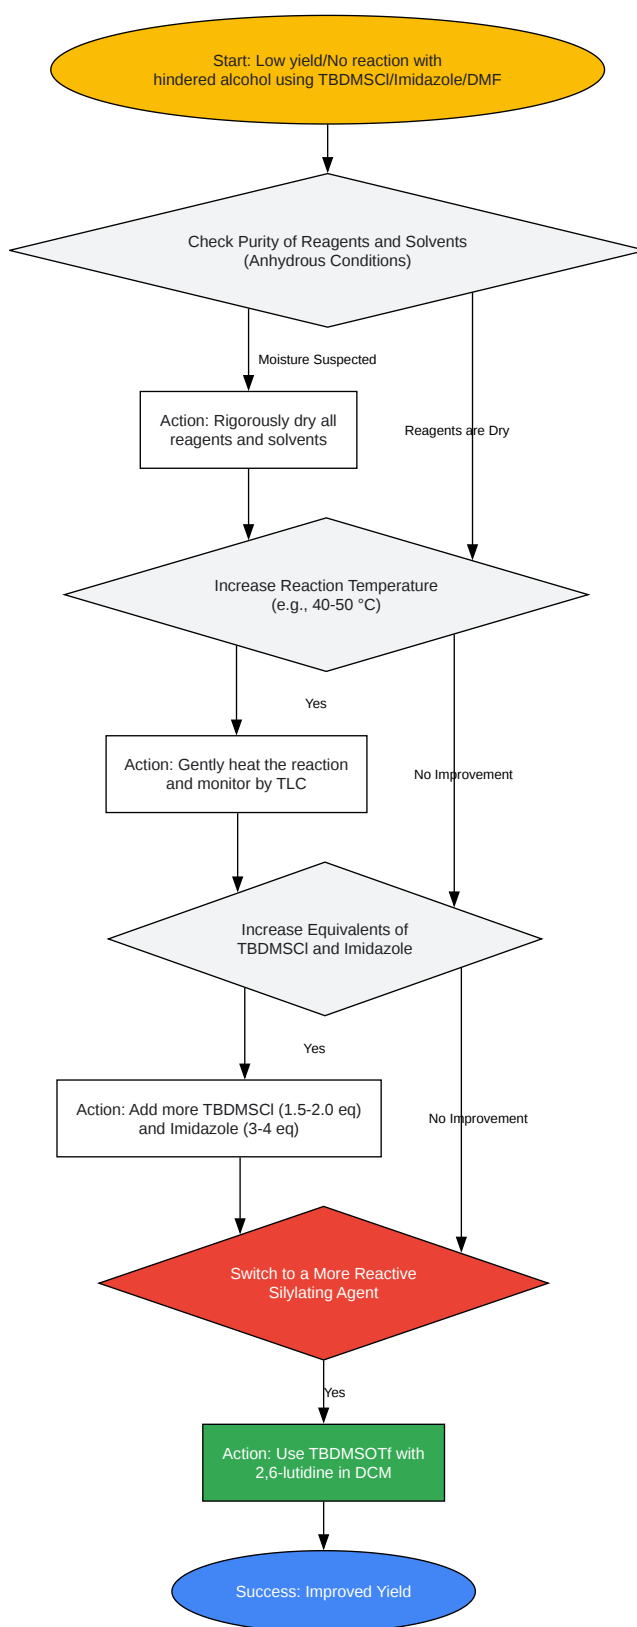 Start: Low yield/No reaction with
hindered alcohol using TBDMSCl/Imidazole/DMF
Check Purity of Reagents and Solvents
(Anhydrous Conditions)
Moisture Suspected
Action: Rigorously dry all
reagents and solvents
Reagents are Dry
Increase Reaction Temperature
(e.g., 40-50 °C)
Yes
Action: Gently heat the reaction
and monitor by TLC
No Improvement
Increase Equivalents of
TBDMSCl and Imidazole
Yes
Action: Add more TBDMSCl (1.5-2.0 eq)
and Imidazole (3-4 eq)
No Improvement
Switch to a More Reactive
Silylating Agent
Yes
Action: Use TBDMSOTf with
2,6-lutidine in DCM
Success: Improved Yield